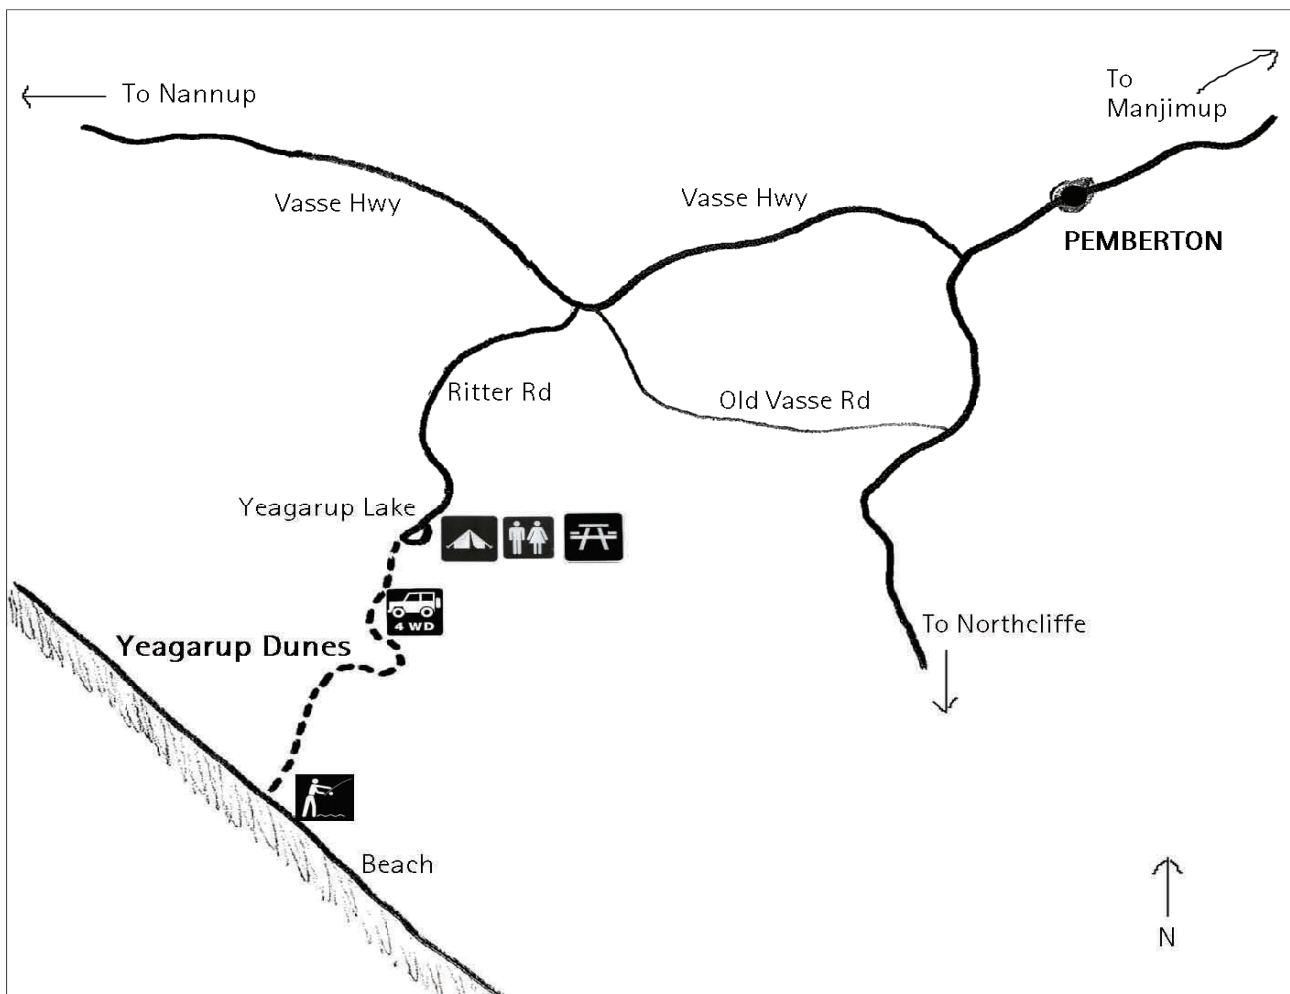 To Nannup
To
Manjimup
Vasse Hwy
Vasse Hwy
PEMBERTON
Ritter Rd
Old Vasse Rd
Yeagarup Lake
4 WD
To Northcliffe
Yeagarup Dunes
Beach
N